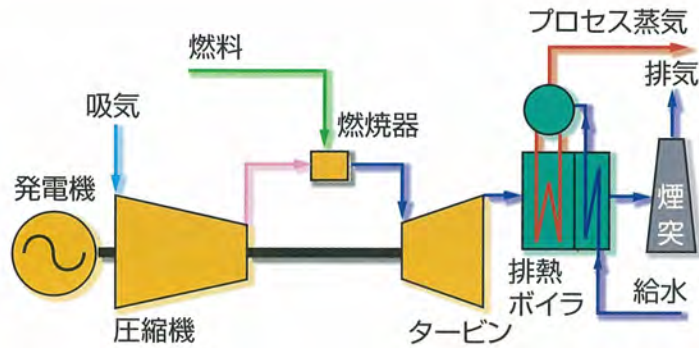 プロセス蒸気
燃料
排気
吸気
燃焼器
発電機
煙突
排熱
ボイラ
給水
圧縮機
タービン